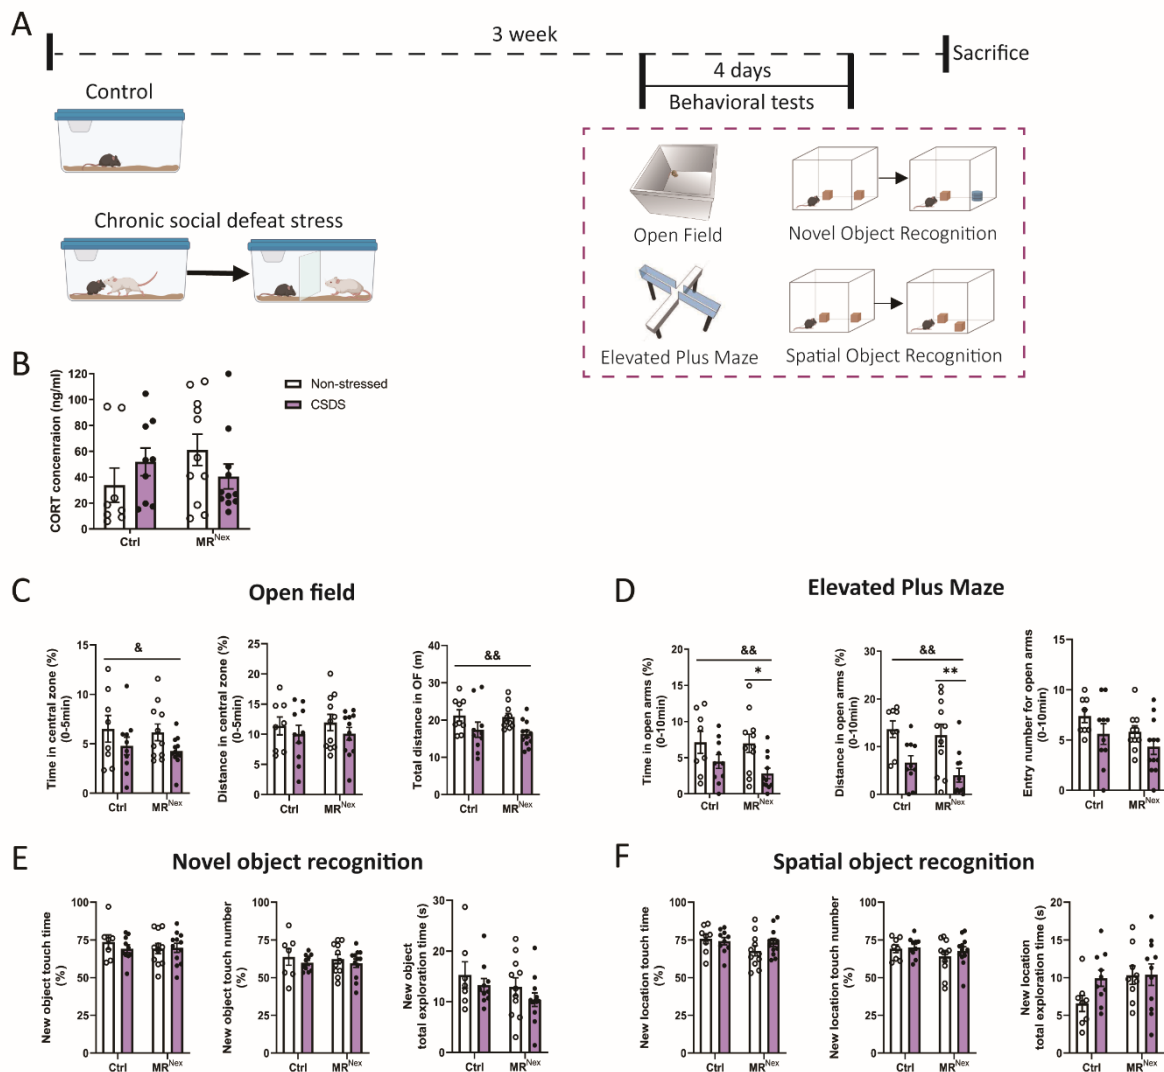 A
3 week
Sacrifice
4 days
Behavioral tests
Control
Chronic social defeat stress
Open Field
Novel Object Recognition
Elevated Plus Maze
Spatial Object Recognition
B
CORT concenraion (ng/ml)
120
100
80
60
40
20
0
Ctrl
MR^Nex
Non-stressed
CSDS
C
Open field
Time in central zone (%)
(0-5min)
15
10
5
0
&
Ctrl
MR^Nex
Distance in central zone (%)
(0-5min)
25
20
15
10
5
0
Ctrl
MR^Nex
Total distance in OF (m)
40
30
20
10
0
&&
Ctrl
MR^Nex
D
Elevated Plus Maze
Time in open arms (%)
(0-10min)
20
15
10
5
0
&&
*
Ctrl
MR^Nex
Distance in open arms (%)
(0-10min)
30
20
10
0
&&
**
Ctrl
MR^Nex
Entry number for open arms
(0-10min)
15
10
5
0
Ctrl
MR^Nex
E
Novel object recognition
New object touch time
(%)
100
75
50
25
0
Ctrl
MR^Nex
New object touch number
(%)
100
75
50
25
0
Ctrl
MR^Nex
New object
total exploration time (s)
30
20
10
0
Ctrl
MR^Nex
F
Spatial object recognition
New location touch time
(%)
100
75
50
25
0
Ctrl
MR^Nex
New location touch number
(%)
100
75
50
25
0
Ctrl
MR^Nex
New location
total exploration time (s)
20
15
10
5
0
Ctrl
MR^Nex